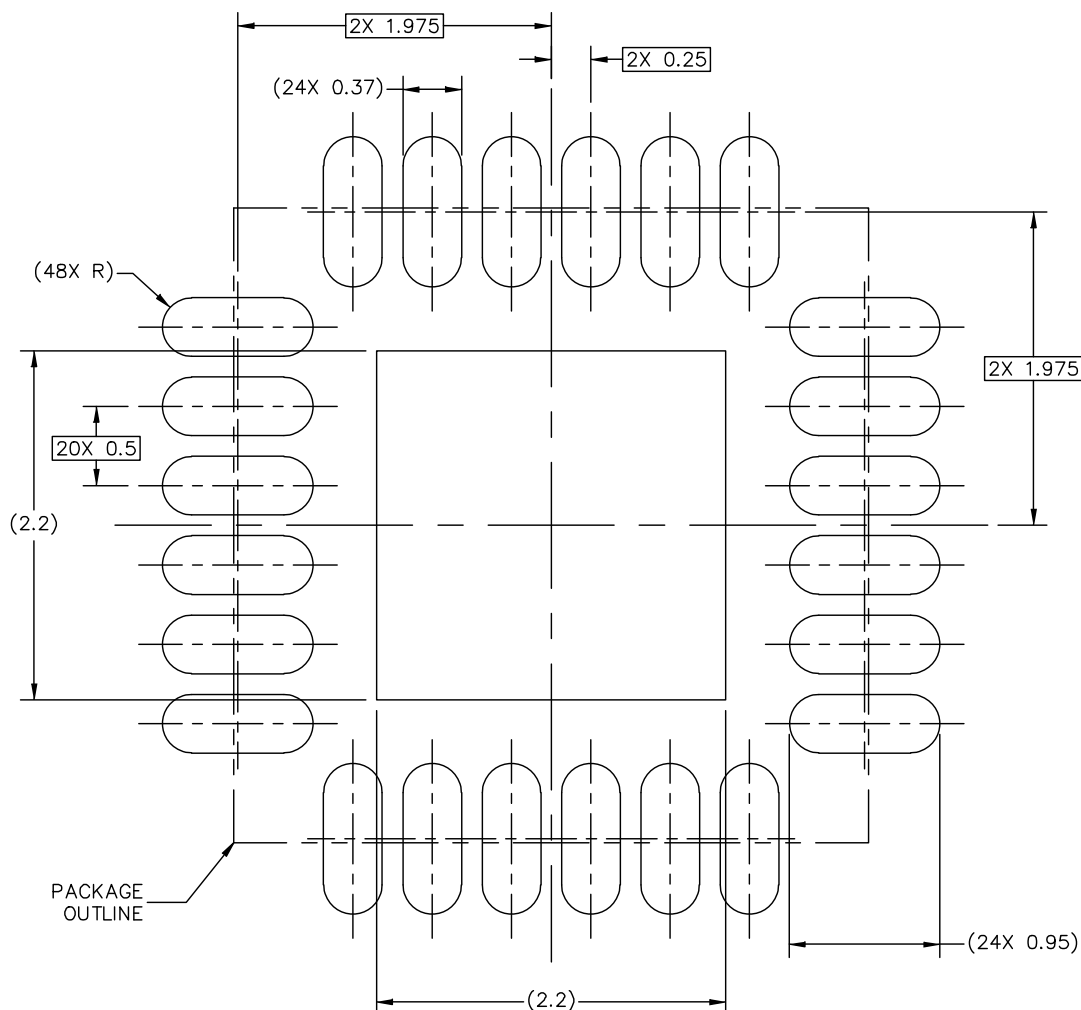 2X 1.975
2X 0.25
(24X 0.37)
(48X R)
2X 1.975
20X 0.5
(2.2)
PACKAGE
OUTLINE
(24X 0.95)
(2.2)